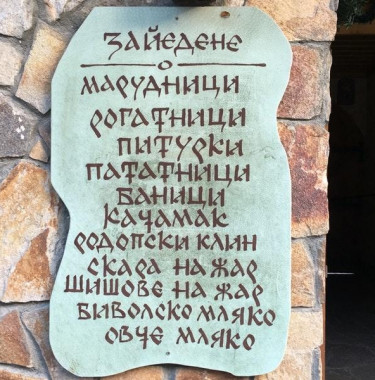 ЗАЙЕДЕНЕ
МАРУДНИЦИ
РОГАТНИЦИ
ПИТУРКИ
ПАТАТНИЦИ
БАНИЦИ
КАЧАМАК
РОДОПСКИ КЛИН
СКАРА НА ЖАР
ШИШОВЕ НА ЖАР
БИВОЛСКО МЛЯКО
ОВЧЕ МЛЯКО